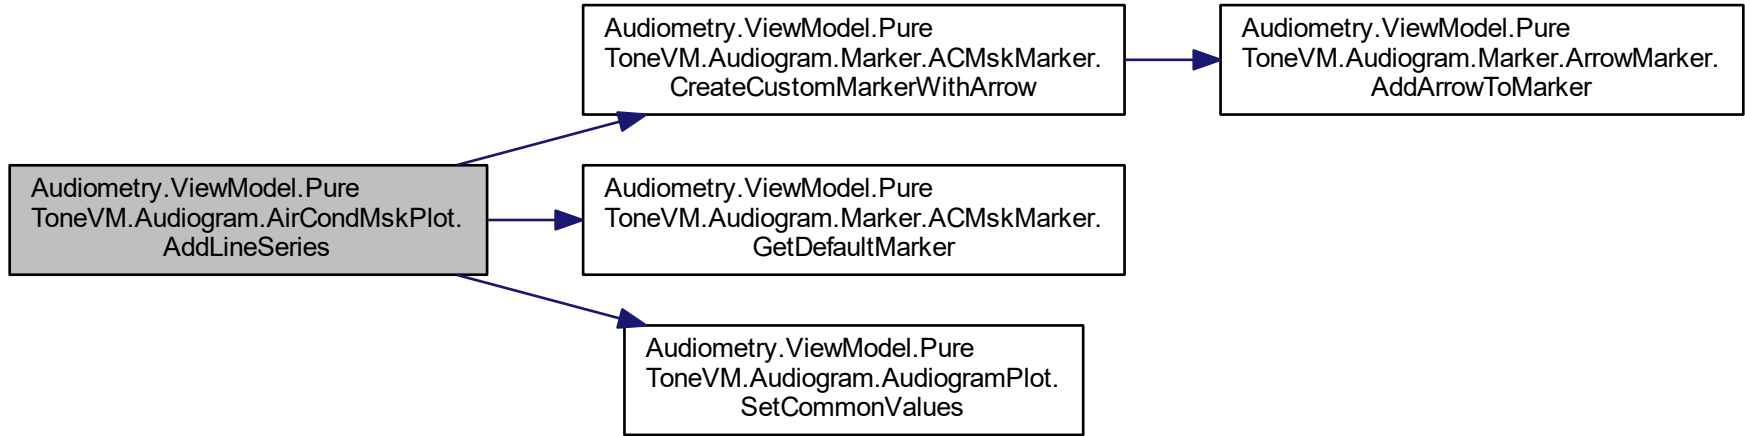 Audiometry.ViewModel.Pure
ToneVM.Audiogram.AirCondMskPlot.
AddLineSeries
Audiometry.ViewModel.Pure
ToneVM.Audiogram.Marker.ACMskMarker.
CreateCustomMarkerWithArrow
Audiometry.ViewModel.Pure
ToneVM.Audiogram.Marker.ArrowMarker.
AddArrowToMarker
Audiometry.ViewModel.Pure
ToneVM.Audiogram.Marker.ACMskMarker.
GetDefaultMarker
Audiometry.ViewModel.Pure
ToneVM.Audiogram.AudiogramPlot.
SetCommonValues